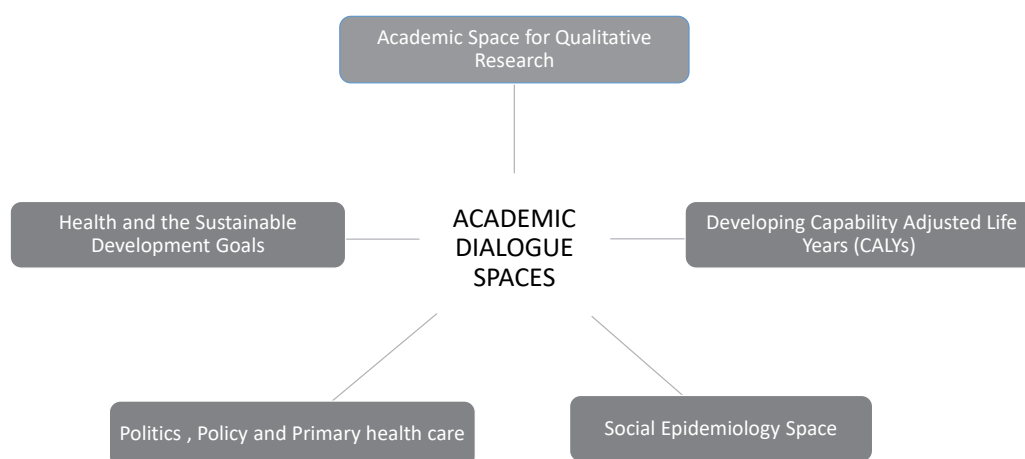 Academic Space for Qualitative
Research
Health and the Sustainable
Development Goals
ACADEMIC
DIALOGUE
SPACES
Developing Capability Adjusted Life
Years (CALYs)
Politics , Policy and Primary health care
Social Epidemiology Space